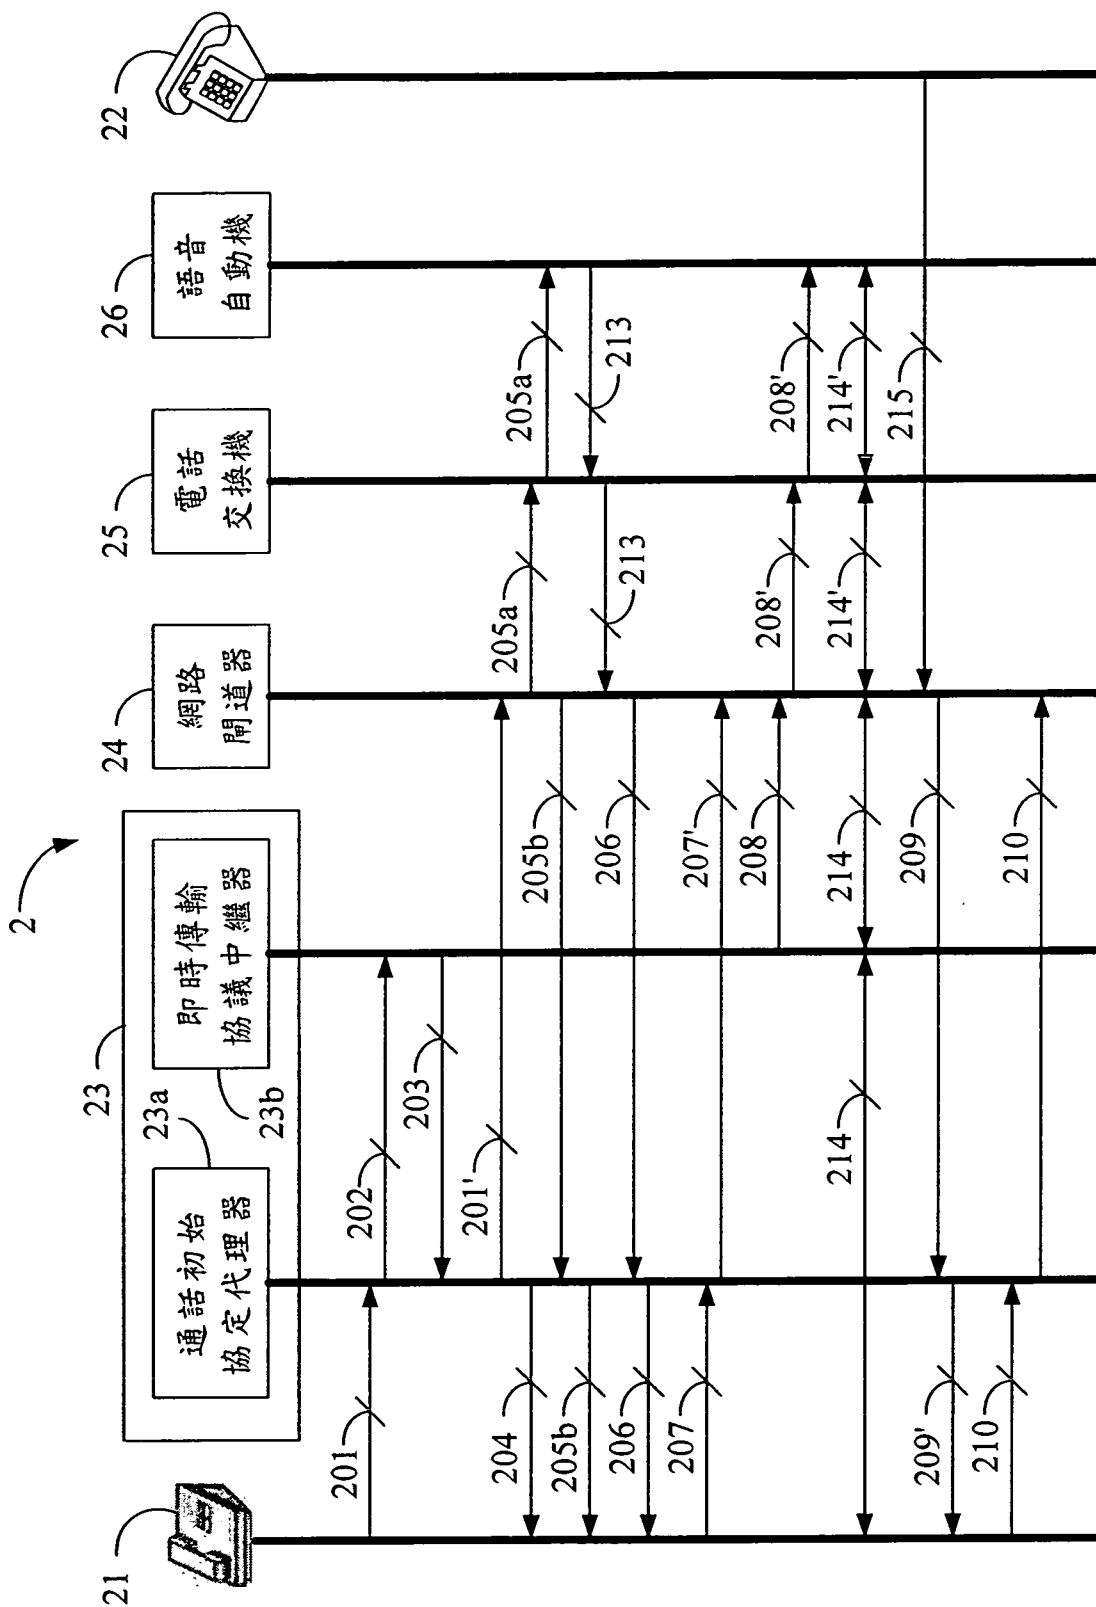 2
21
23
24
25
26
22
23a
通話初始
協定代理器
即時傳輸
協議中繼器
23b
網路
閘道器
電話
交換機
語音
自動機
201
202
203
201'
204
205a
205a
205b
205b
206
206
213
213
207
207'
208
208'
208'
214
214
214'
214'
215
209
209'
210
210